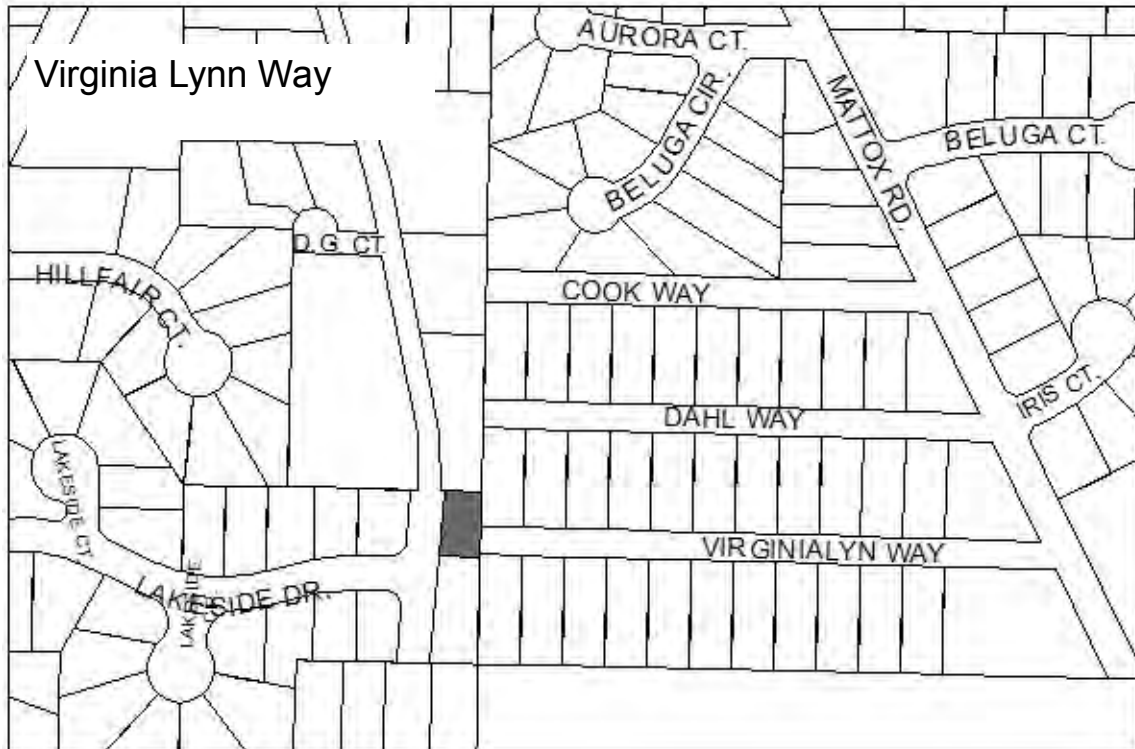 Virginia Lynn Way
AURORA CT.
BELUGA CIR.
MATTOX RD.
BELUGA CT.
D.G. CT.
HILLFAIR CT.
COOK WAY
IRIS CT.
DAHL WAY
LAKESIDE CT
VIRGINIALYN WAY
LAKESIDE DR.
LAKESIDE